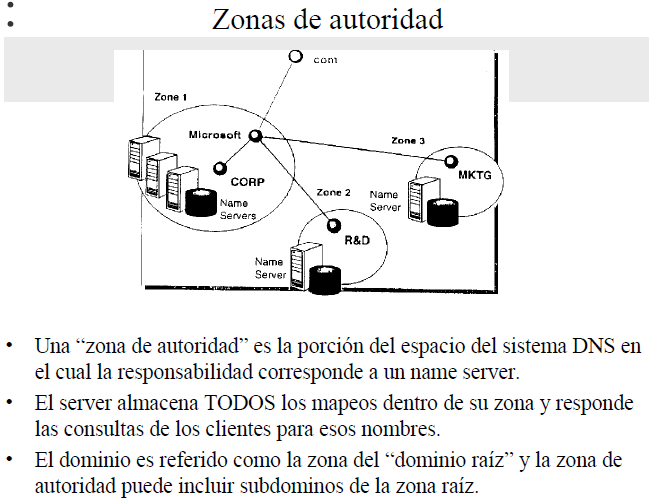 Zonas de autoridad
com
Zone 1
Microsoft
Zone 3
CORP
MKTG
Name
Servers
Zone 2
Name
Server
R&D
Name
Server
• Una “zona de autoridad” es la porción del espacio del sistema DNS en
el cual la responsabilidad corresponde a un name server.
• El server almacena TODOS los mapeos dentro de su zona y responde
las consultas de los clientes para esos nombres.
• El dominio es referido como la zona del “dominio raíz” y la zona de
autoridad puede incluir subdominos de la zona raíz.